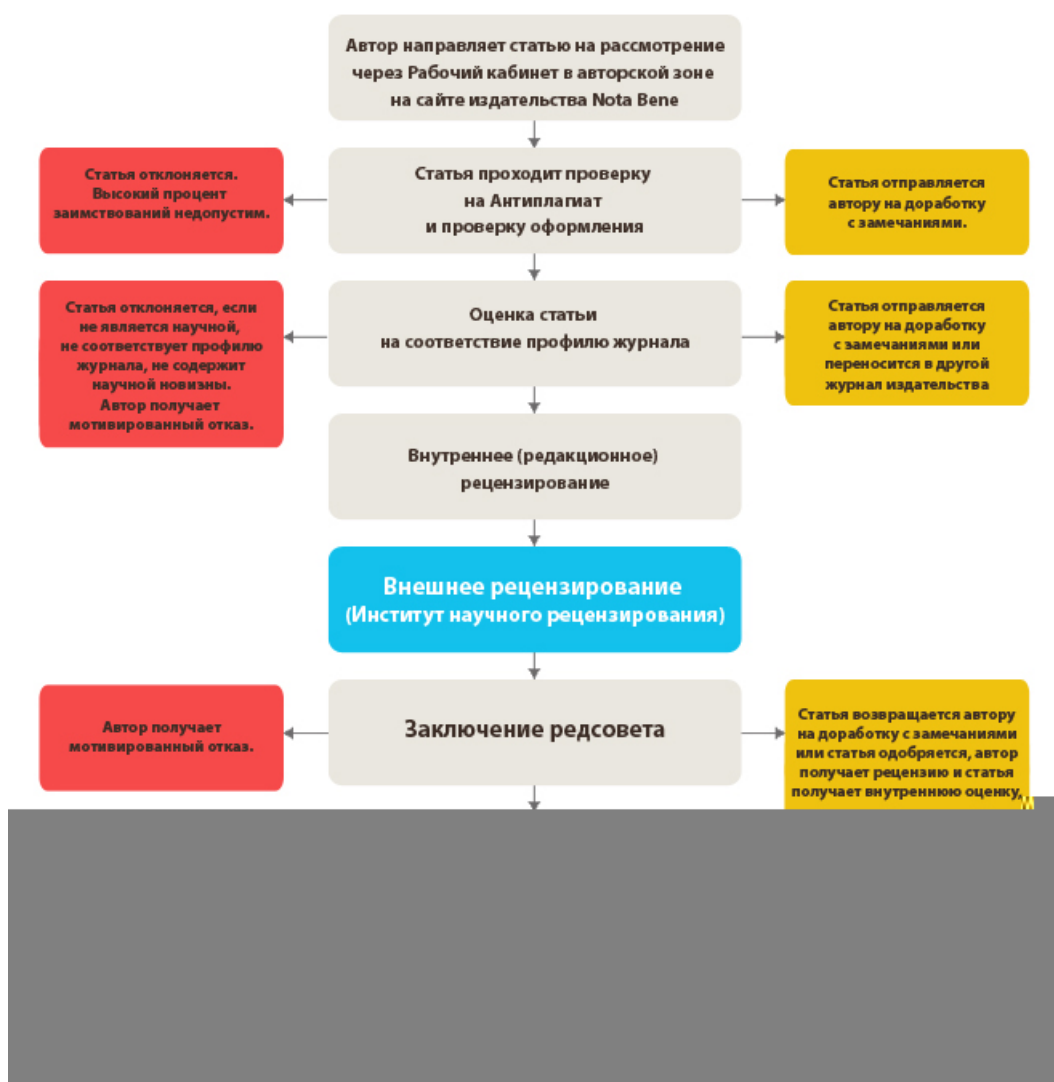 Автор направляет статью на рассмотрение
через Рабочий кабинет в авторской зоне
на сайте издательства Nota Bene
Статья отклоняется.
Высокий процент
заимствований недопустим.
Статья проходит проверку
на Антиплагиат
и проверку оформления
Статья отправляется
автору на доработку
с замечаниями.
Статья отклоняется, если
не является научной,
не соответствует профилю
журнала, не содержит
научной новизны.
Автор получает
мотивированный отказ.
Оценка статьи
на соответствие профилю журнала
Статья отправляется
автору на доработку
с замечаниями или
переносится в другой
журнал издательства
Внутреннее (редакционное)
рецензирование
Внешнее рецензирование
(Институт научного рецензирования)
Автор получает
мотивированный отказ.
Заключение редсовета
Статья возвращается автору
на доработку с замечаниями
или статья одобряется, автор
получает рецензию и статья
получает внутреннюю оценку,